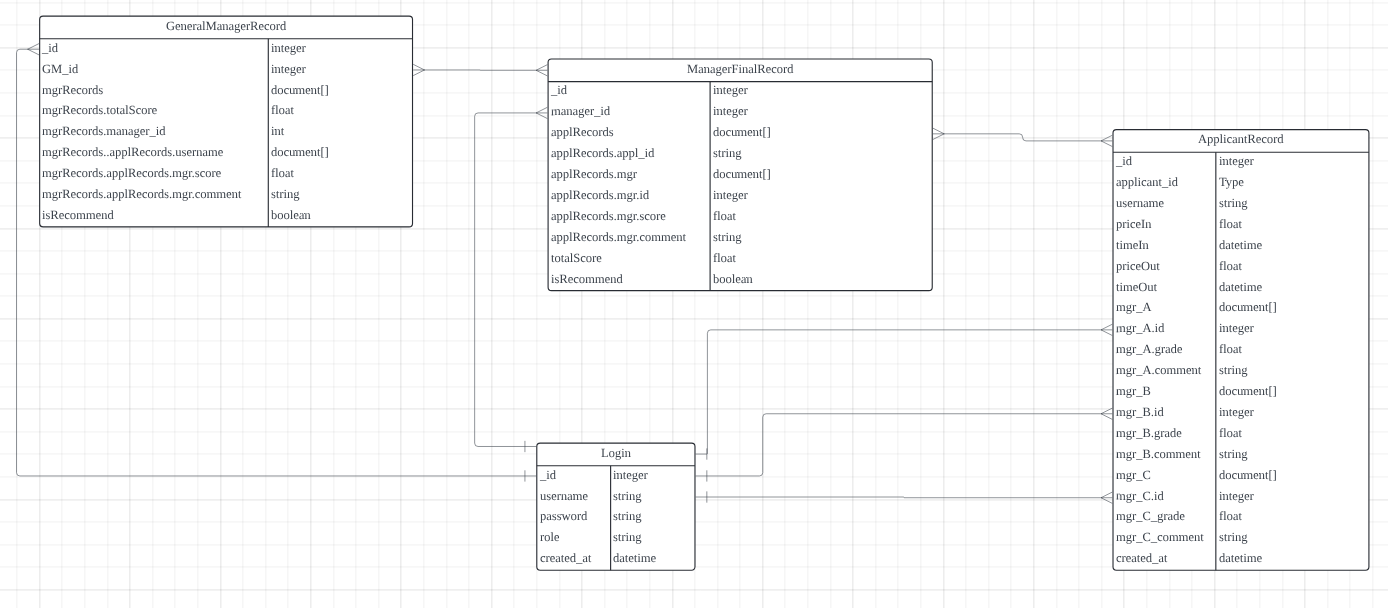 GeneralManagerRecord
_id integer
GM_id integer
mgrRecords document[]
mgrRecords.totalScore float
mgrRecords.manager_id int
mgrRecords..applRecords.username document[]
mgrRecords.applRecords.mgr.score float
mgrRecords.applRecords.mgr.comment string
isRecommend boolean
ManagerFinalRecord
_id integer
manager_id integer
applRecords document[]
applRecords.appl_id string
applRecords.mgr document[]
applRecords.mgr.id integer
applRecords.mgr.score float
applRecords.mgr.comment string
totalScore float
isRecommend boolean
ApplicantRecord
_id integer
applicant_id Type
username string
priceIn float
timeIn datetime
priceOut float
timeOut datetime
mgr_A document[]
mgr_A.id integer
mgr_A.grade float
mgr_A.comment string
mgr_B document[]
mgr_B.id integer
mgr_B.grade float
mgr_B.comment string
mgr_C document[]
mgr_C.id integer
mgr_C_grade float
mgr_C_comment string
created_at datetime
Login
_id integer
username string
password string
role string
created_at datetime